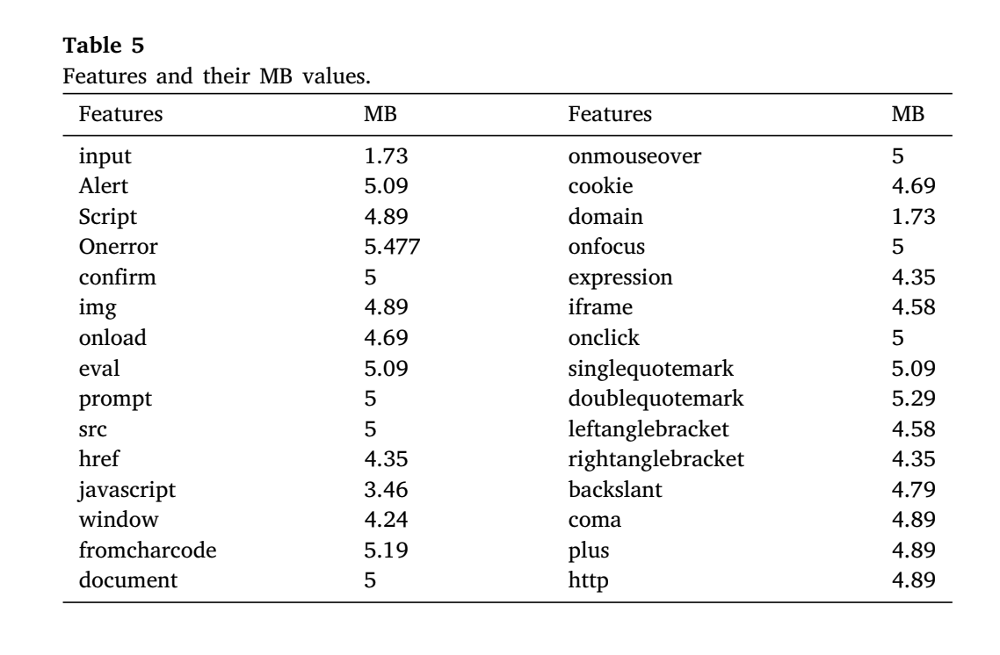 Table 5
Features and their MB values.
Features MB Features MB
input 1.73 onmouseover 5
Alert 5.09 cookie 4.69
Script 4.89 domain 1.73
Onerror 5.477 onfocus 5
confirm 5 expression 4.35
img 4.89 iframe 4.58
onload 4.69 onclick 5
eval 5.09 singlequotemark 5.09
prompt 5 doublequotemark 5.29
src 5 leftanglebracket 4.58
href 4.35 rightanglebracket 4.35
javascript 3.46 backslant 4.79
window 4.24 coma 4.89
fromcharcode 5.19 plus 4.89
document 5 http 4.89